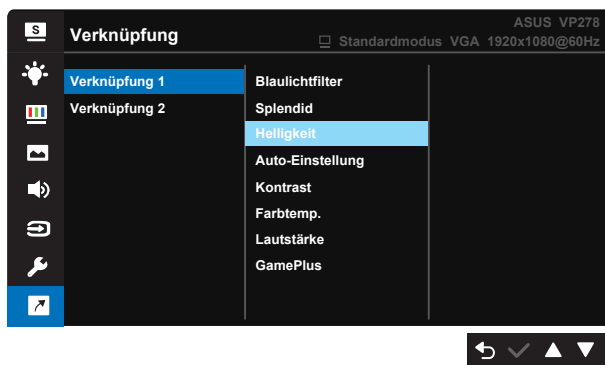 S
Verknüpfung
ASUS VP278
Standardmodus VGA 1920x1080@60Hz
Verknüpfung 1
Verknüpfung 2
Blaulichtfilter
Splendid
Helligkeit
Auto-Einstellung
Kontrast
Farbtemp.
Lautstärke
GamePlus